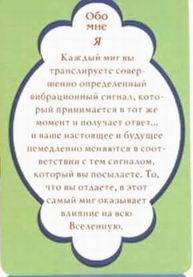 Обо
мне
Я
Каждый миг вы
транслируете совер-
шенно определенный
вибрационный сигнал, кото-
рый принимается в тот же
момент и получает ответ...
и ваше настоящее и будущее
немедленно меняются в соот-
ветствии с тем сигналом,
который вы посылаете. То,
что вы отдаете, в этот
самый миг оказывает
влияние на всю
Вселенную.